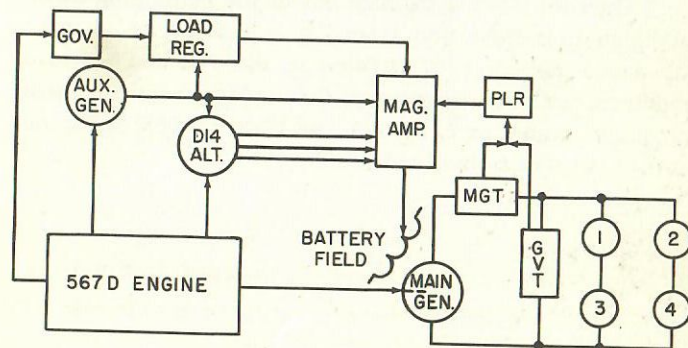 GOV.
LOAD
REG.
AUX.
GEN.
D14
ALT.
MAG.
AMP.
PLR
MGT
BATTERY
FIELD
G
V
T
1
2
567D ENGINE
MAIN
GEN.
3
4